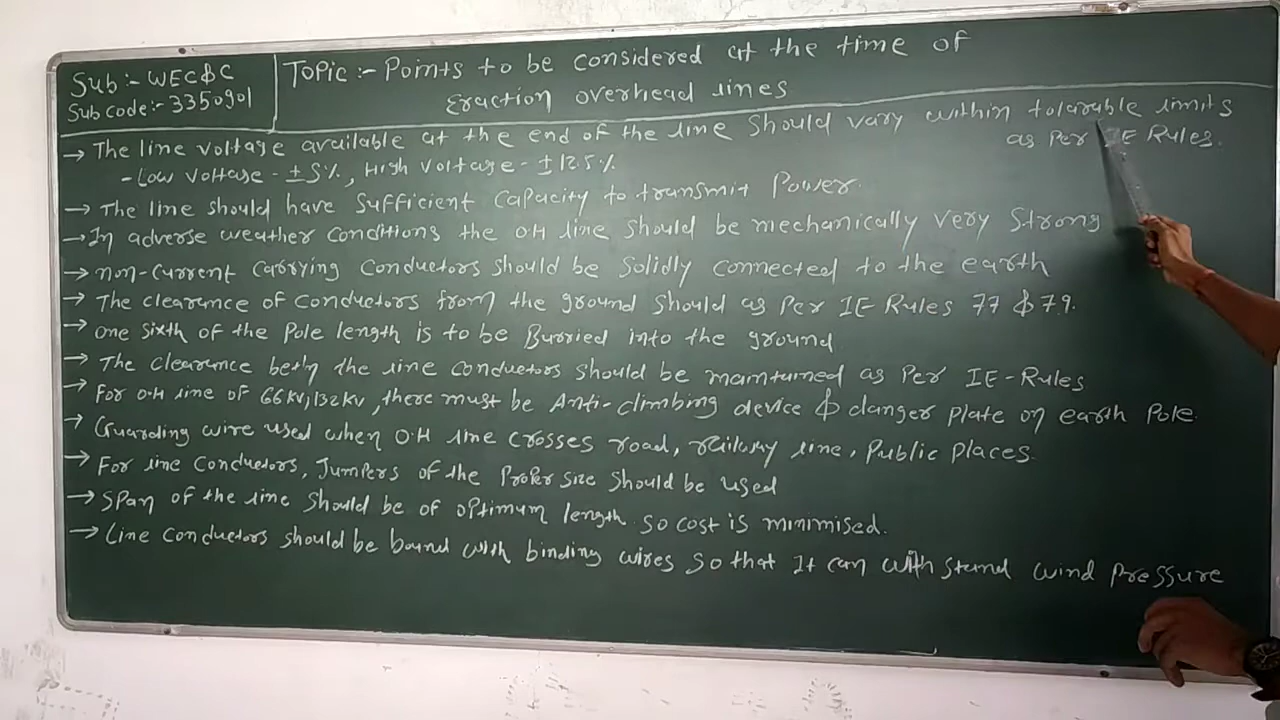 Sub:- WEC&C
Sub code:- 3350901
Topic:- Points to be considered at the time of
Eraction overhead lines
→ The line voltage available at the end of the line should vary within tolarable limits
as Per IE Rules.
- Low voltage - ±5%, High voltage - ±12.5%
→ The line should have sufficient capacity to transmit Power.
→ In adverse weather conditions the O.H line should be mechanically very Strong
→ non-current carrying conductors should be solidly connected to the earth
→ The clearance of conductors from the ground should as per IE Rules 77 & 79.
→ One sixth of the Pole length is to be Burried into the ground
→ The clearance betn the line conductors should be maintained as Per IE-Rules
→ For O.H line of 66KV,132KV, there must be Anti-climbing device & danger plate on earth Pole.
→ Guarding wire used when O.H line crosses road, railway line, Public Places.
→ For line Conductors, Jumpers of the Proper size should be used
→ Span of the line should be of optimum length so cost is minimised.
→ Line conductors should be bound with binding wires so that It can with stand wind Pressure